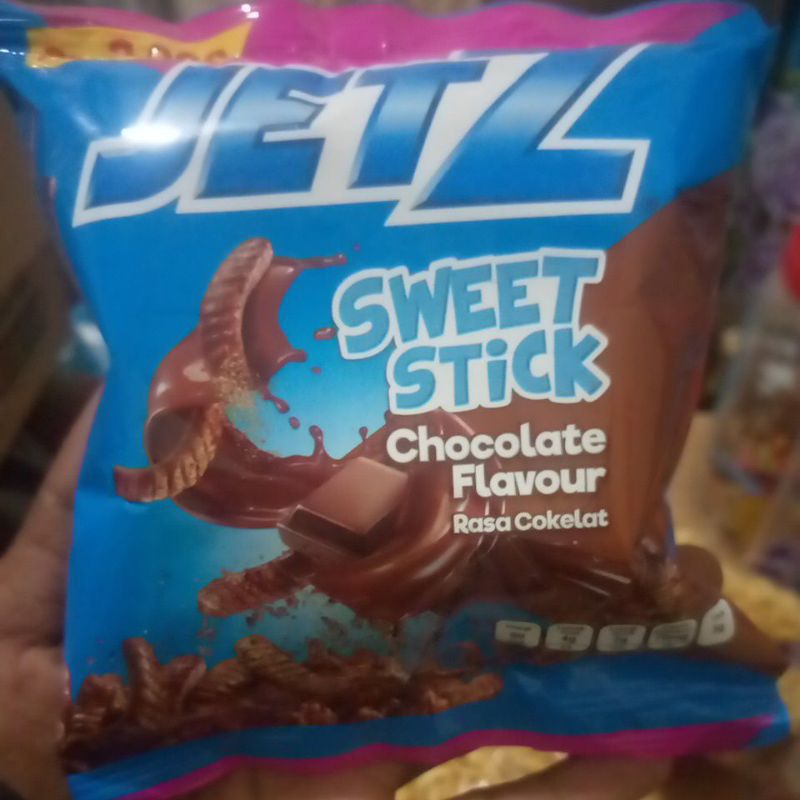 JETZ
SWEET
STiCK
Chocolate
Flavour
Rasa Cokelat